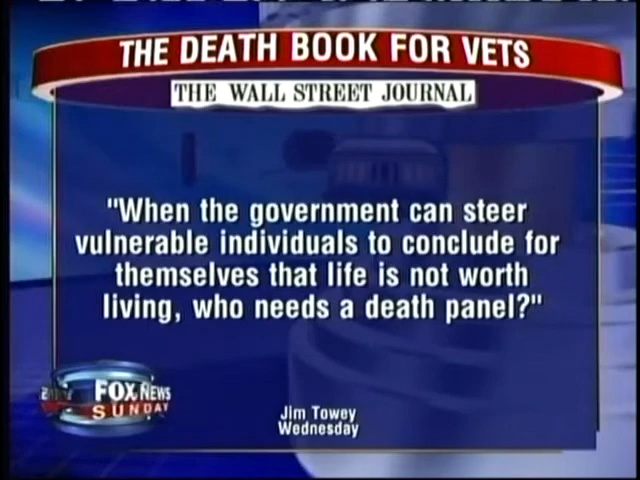 THE DEATH BOOK FOR VETS
THE WALL STREET JOURNAL
"When the government can steer
vulnerable individuals to conclude for
themselves that life is not worth
living, who needs a death panel?"
FOX NEWS
SUNDAY
Jim Towey
Wednesday